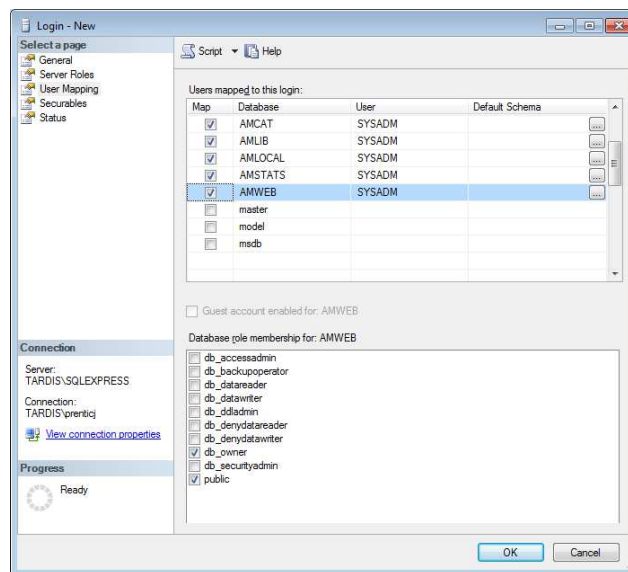 Login - New
Select a page
General
Server Roles
User Mapping
Securables
Status
Script Help
Users mapped to this login:
Map Database User Default Schema
AMCAT SYSADM ...
AMLIB SYSADM ...
AMLOCAL SYSADM ...
AMSTATS SYSADM ...
AMWEB SYSADM ...
master
model
msdb
Guest account enabled for: AMWEB
Database role membership for: AMWEB
db_accessadmin
db_backupoperator
db_datareader
db_datawriter
db_ddladmin
db_denydatareader
db_denydatawriter
db_owner
db_securityadmin
public
Connection
Server:
TARDIS\SQLEXPRESS
Connection:
TARDIS\prenticj
View connection properties
Progress
Ready
OK Cancel